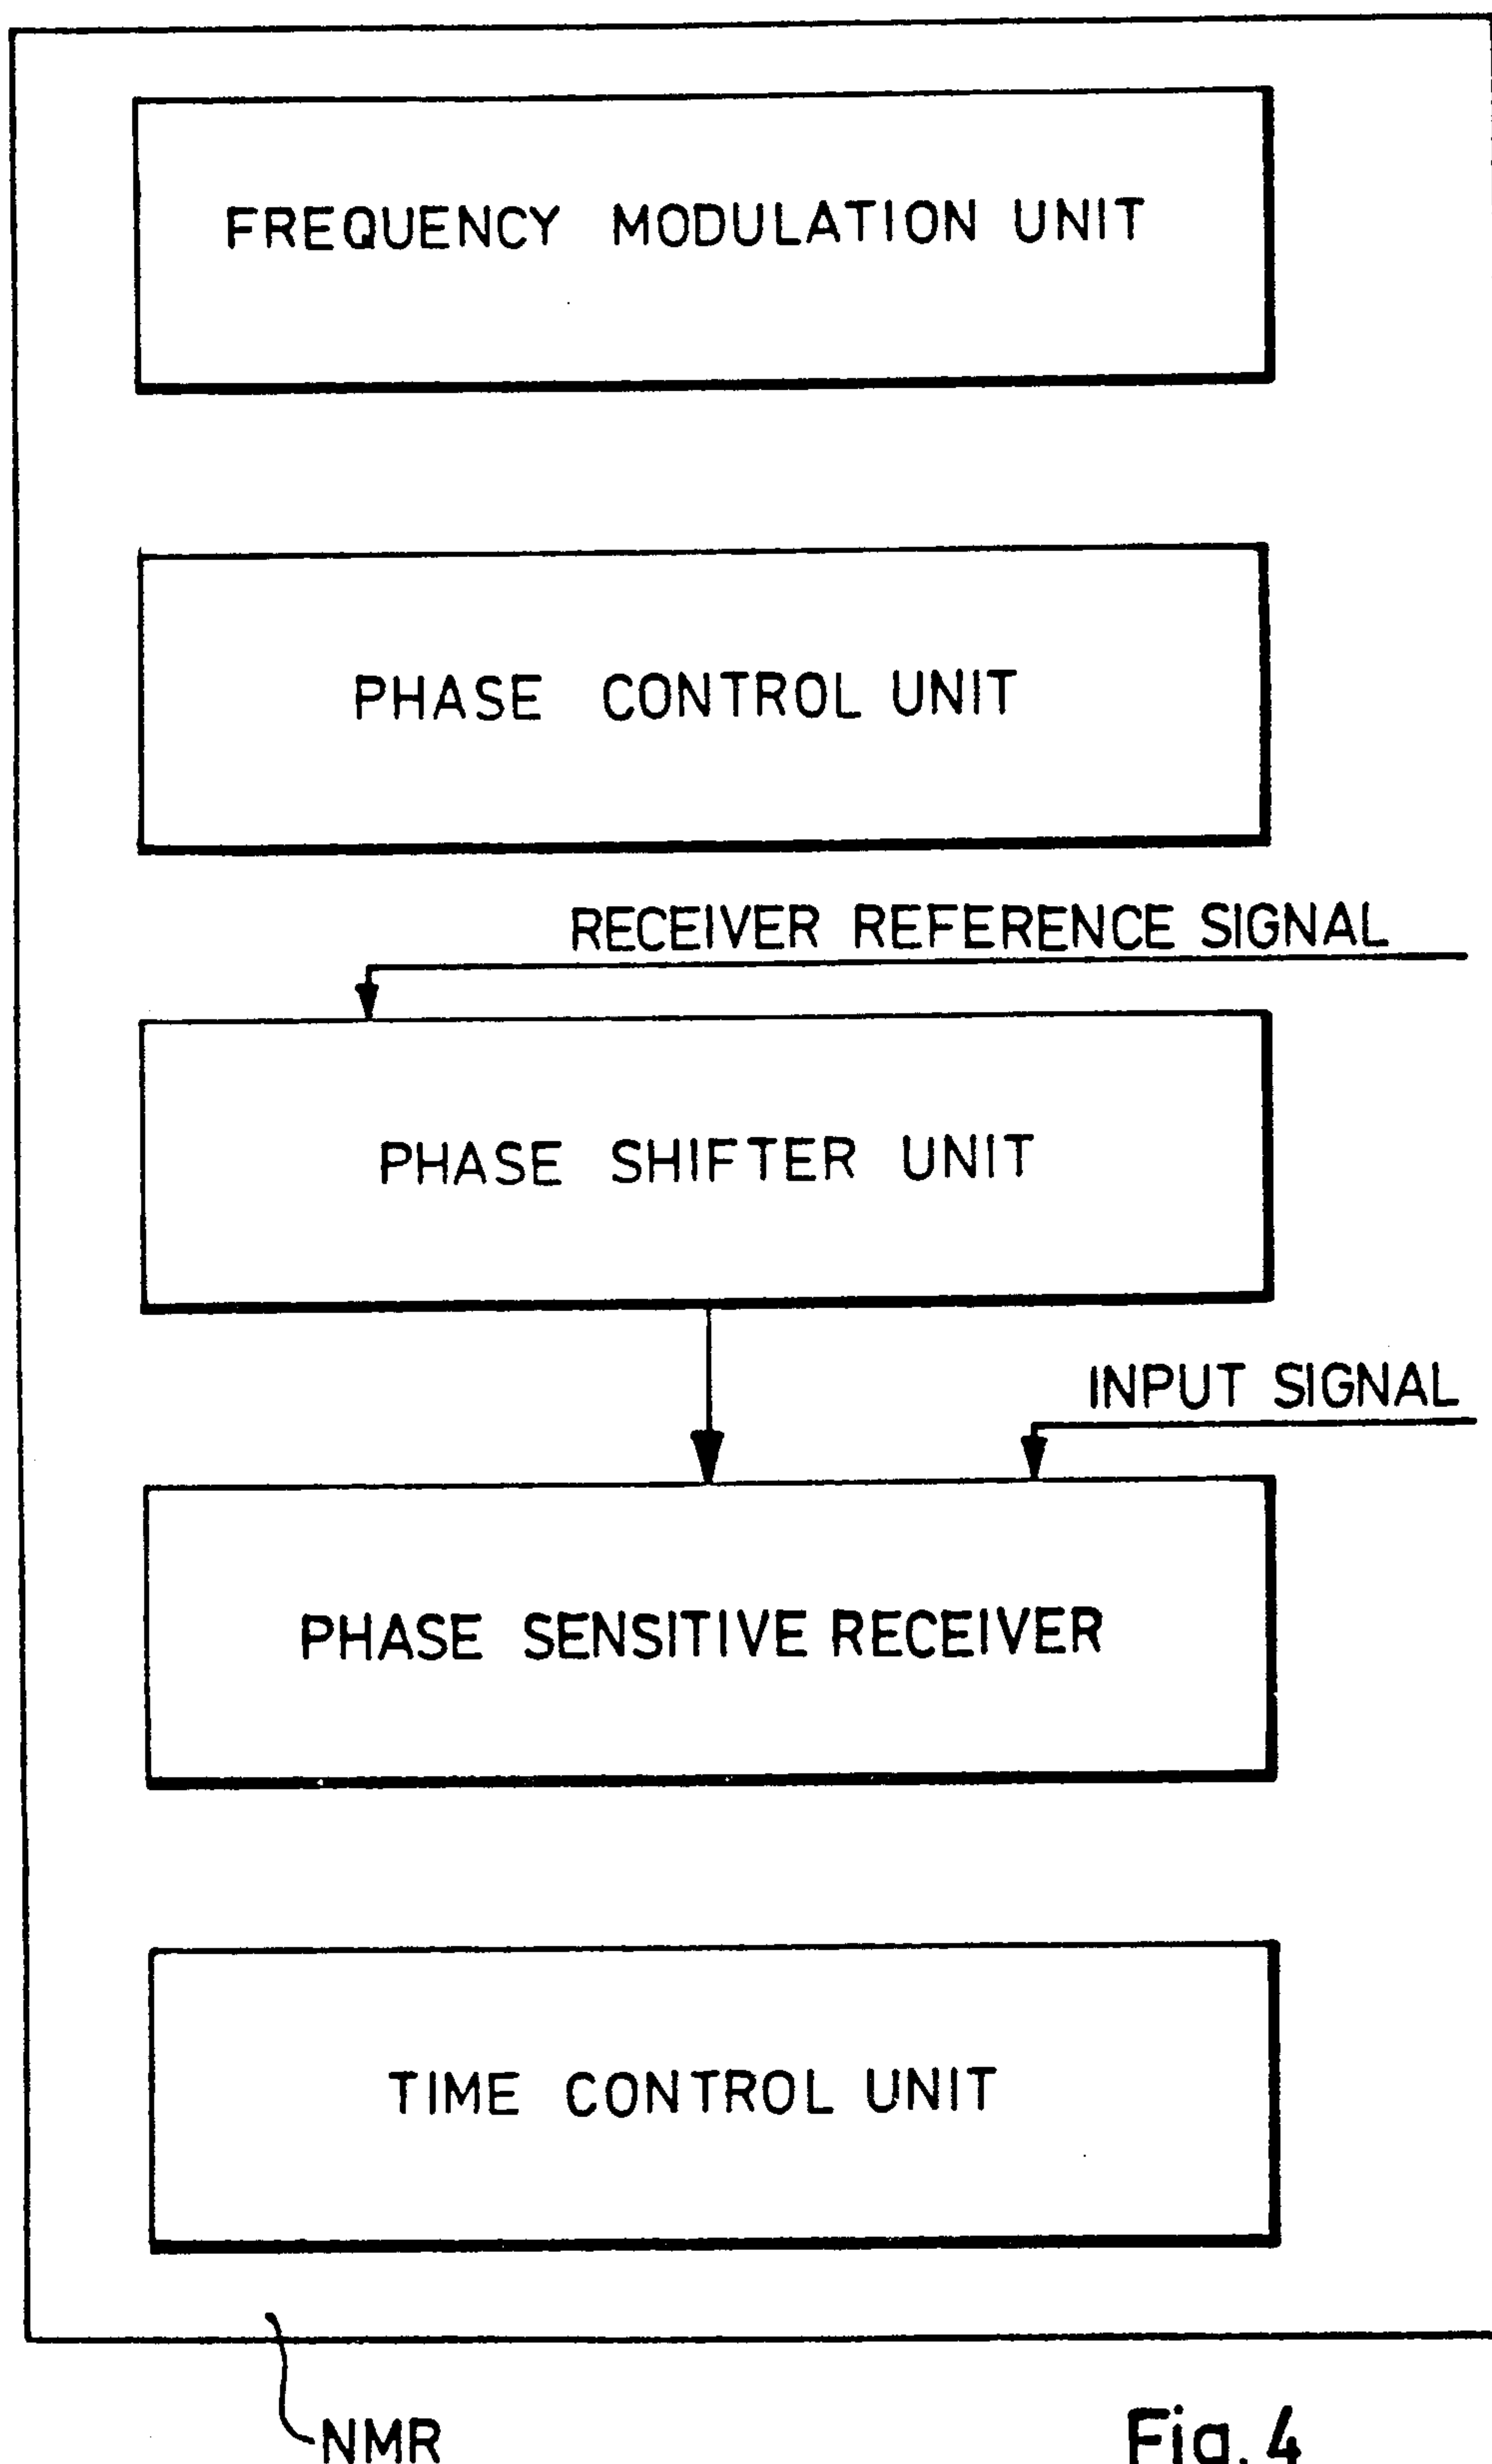 FREQUENCY MODULATION UNIT
PHASE CONTROL UNIT
RECEIVER REFERENCE SIGNAL
PHASE SHIFTER UNIT
INPUT SIGNAL
PHASE SENSITIVE RECEIVER
TIME CONTROL UNIT
NMR
Fig. 4